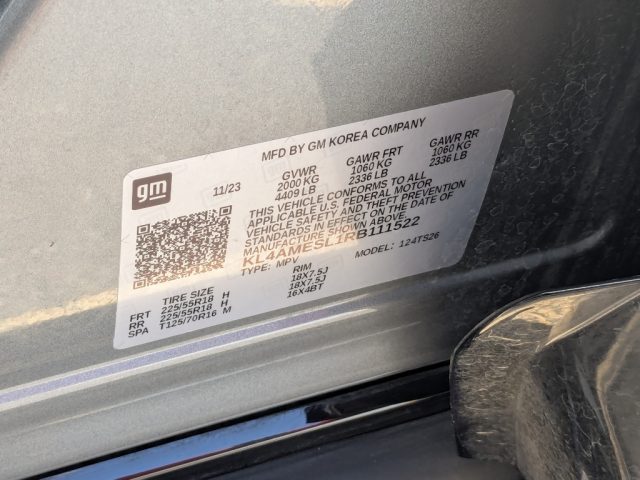 MFD BY GM KOREA COMPANY
gm
11/23
GVWR GAWR FRT GAWR RR
2000 KG 1060 KG 1060 KG
4409 LB 2336 LB 2336 LB
THIS VEHICLE CONFORMS TO ALL
APPLICABLE U.S. FEDERAL MOTOR
VEHICLE SAFETY AND THEFT PREVENTION
STANDARDS IN EFFECT ON THE DATE OF
MANUFACTURE SHOWN ABOVE.
KL4AMESL1RB111522
TYPE: MPV MODEL: 124TS26
TIRE SIZE RIM
FRT 225/55R18 H 18X7.5J
RR 225/55R18 H 18X7.5J
SPA T125/70R16 M 16X4BT